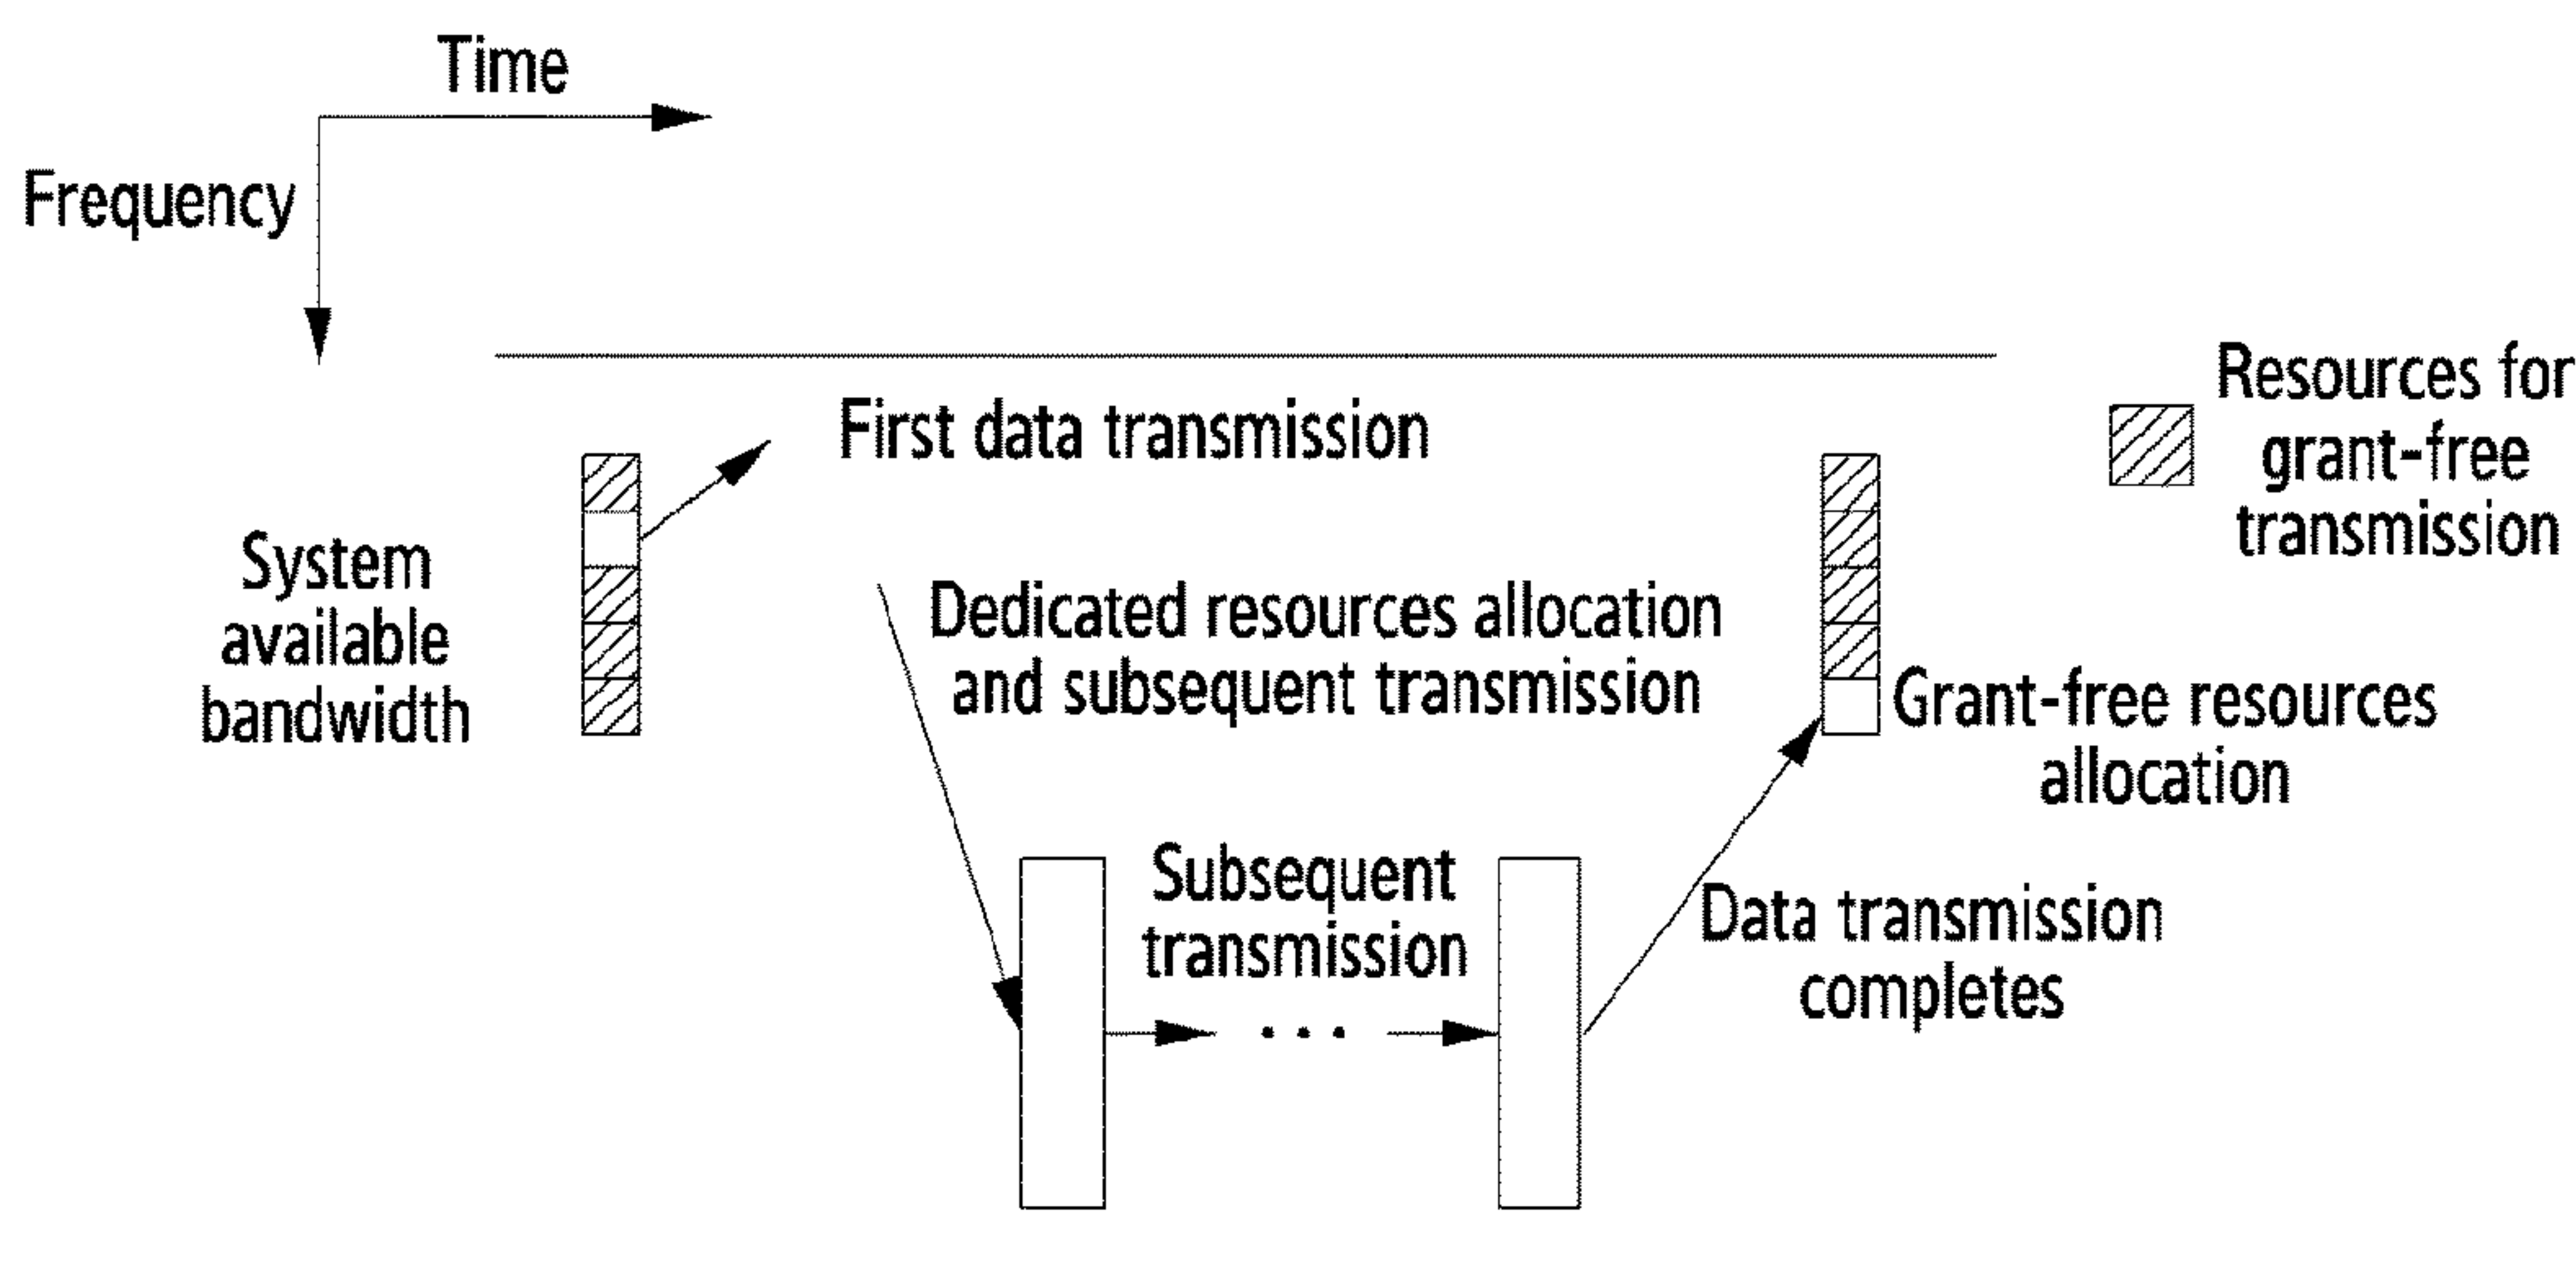 Time
Frequency
First data transmission
Resources for
grant-free
transmission
System
available
bandwidth
Dedicated resources allocation
and subsequent transmission
Grant-free resources
allocation
Subsequent
transmission
Data transmission
completes